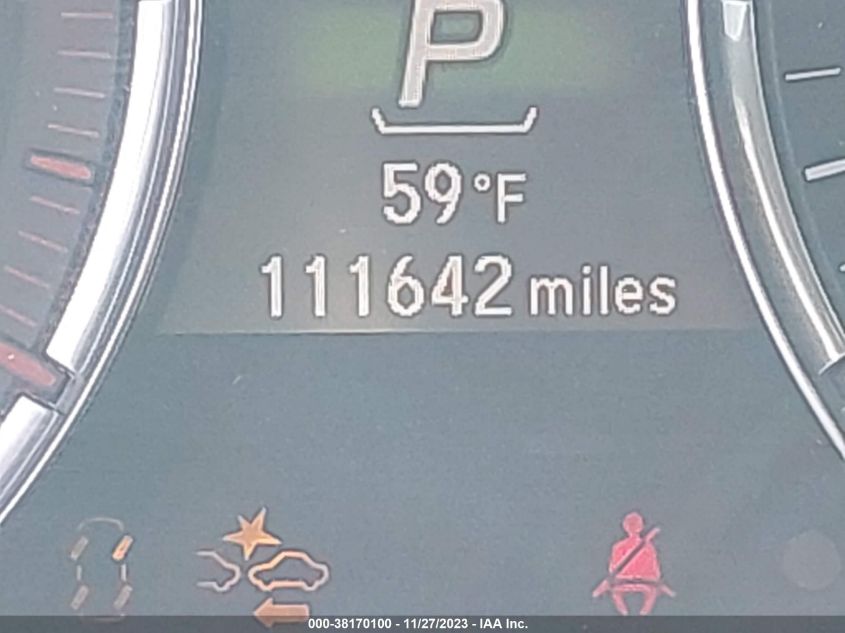 P
59°F
111642 miles
000-38170100 - 11/27/2023 - IAA Inc.